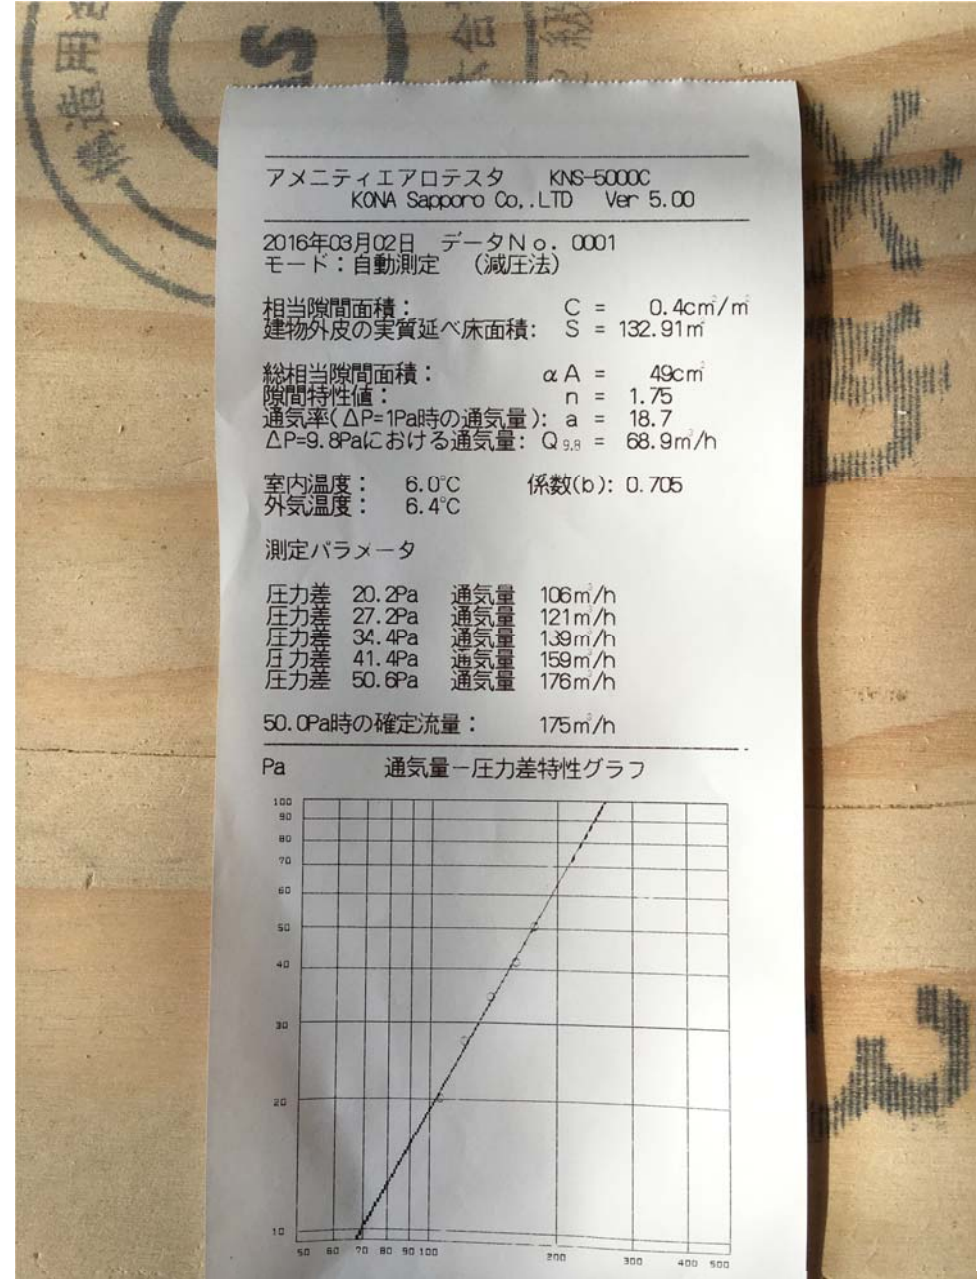 構造用合
アメニティエアロテスタ KNS-5000C
KONA Sapporo Co,.LTD Ver 5.00
2016年03月02日 データNo. 0001
モード：自動測定 （減圧法）
相当隙間面積： C = 0.4cm²/m²
建物外皮の実質延べ床面積: S = 132.91m²
総相当隙間面積： αA = 49cm²
隙間特性値： n = 1.75
通気率(ΔP=1Pa時の通気量): a = 18.7
ΔP=9.8Paにおける通気量: Q9.8 = 68.9m³/h
室内温度： 6.0℃ 係数(b): 0.705
外気温度： 6.4℃
測定パラメータ
圧力差 20.2Pa 通気量 106m³/h
圧力差 27.2Pa 通気量 121m³/h
圧力差 34.4Pa 通気量 139m³/h
圧力差 41.4Pa 通気量 159m³/h
圧力差 50.6Pa 通気量 176m³/h
50.0Pa時の確定流量： 175m³/h
Pa 通気量－圧力差特性グラフ
100
90
80
70
60
50
40
30
20
10
50 60 70 80 90 100 200 300 400 500